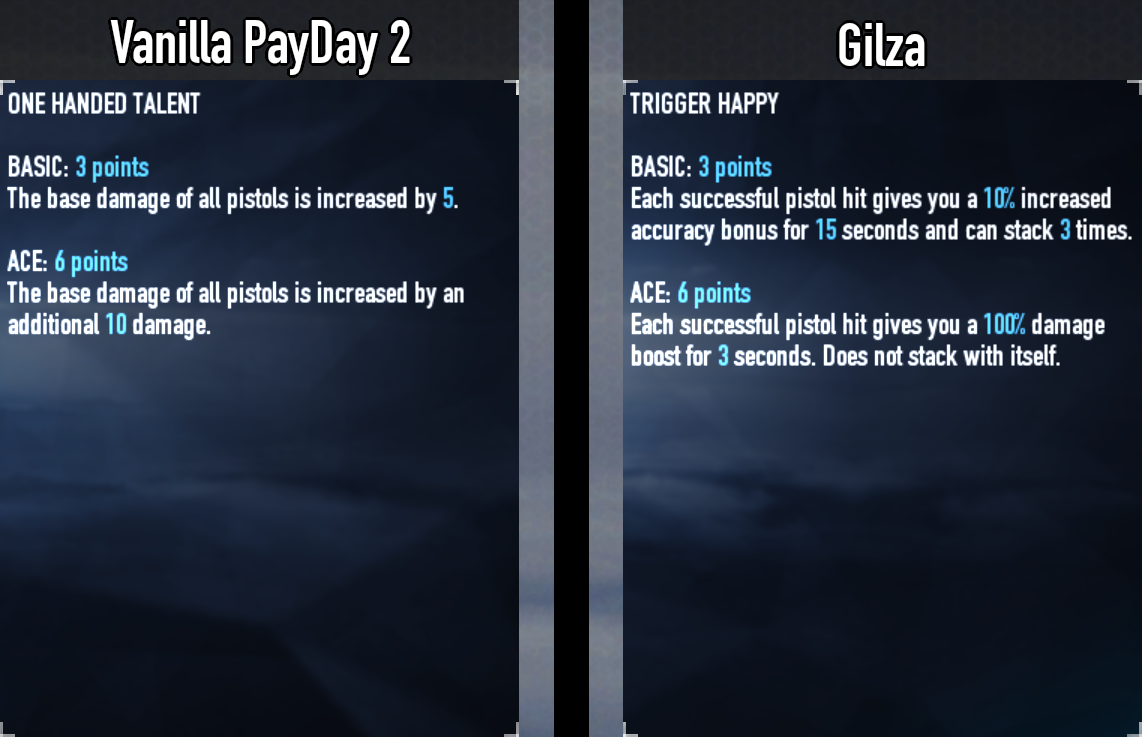 Vanilla PayDay 2
ONE HANDED TALENT
BASIC: 3 points
The base damage of all pistols is increased by 5.
ACE: 6 points
The base damage of all pistols is increased by an
additional 10 damage.
Gilza
TRIGGER HAPPY
BASIC: 3 points
Each successful pistol hit gives you a 10% increased
accuracy bonus for 15 seconds and can stack 3 times.
ACE: 6 points
Each successful pistol hit gives you a 100% damage
boost for 3 seconds. Does not stack with itself.